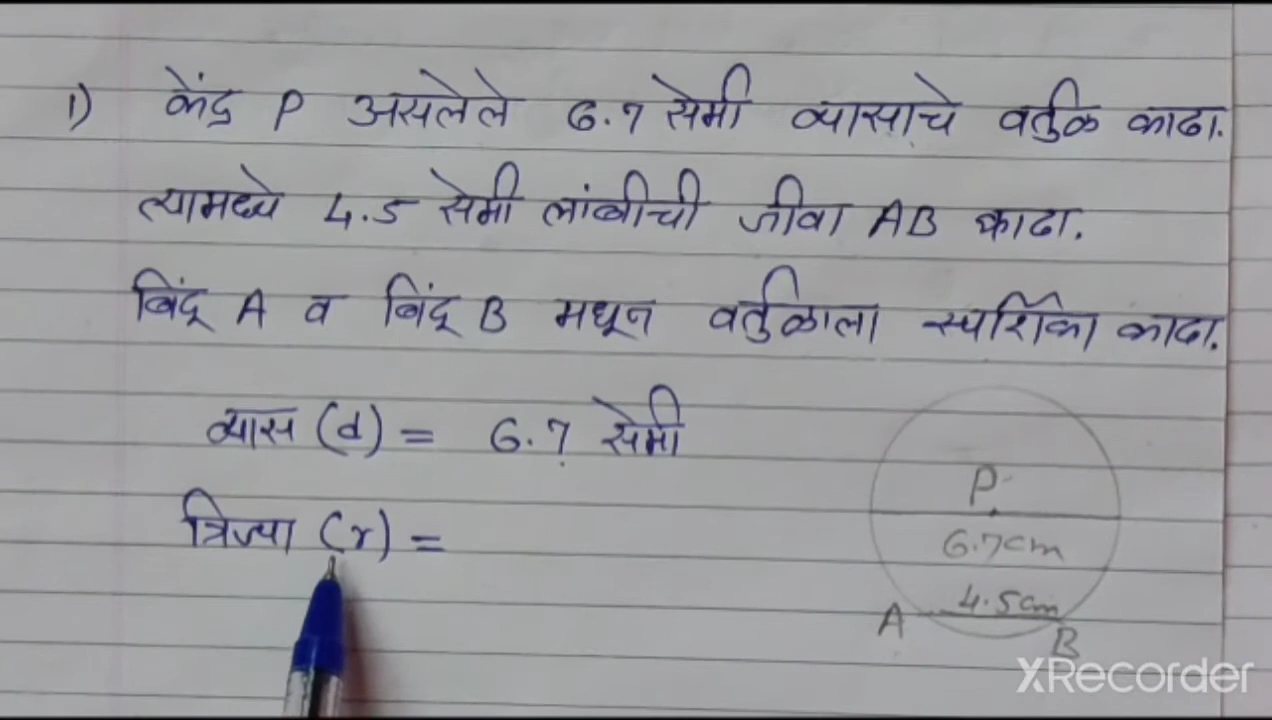 1) केंद्र P असलेले 6.7 सेमी व्यासाचे वर्तुळ काढा.
त्यामध्ये 4.5 सेमी लांबीची जीवा AB काढा.
बिंदू A व बिंदू B मधून वर्तुळाला स्पर्शिका काढा.
व्यास (d) = 6.7 सेमी
त्रिज्या (r) =
P
6.7cm
4.5cm
A
B
XRecorder